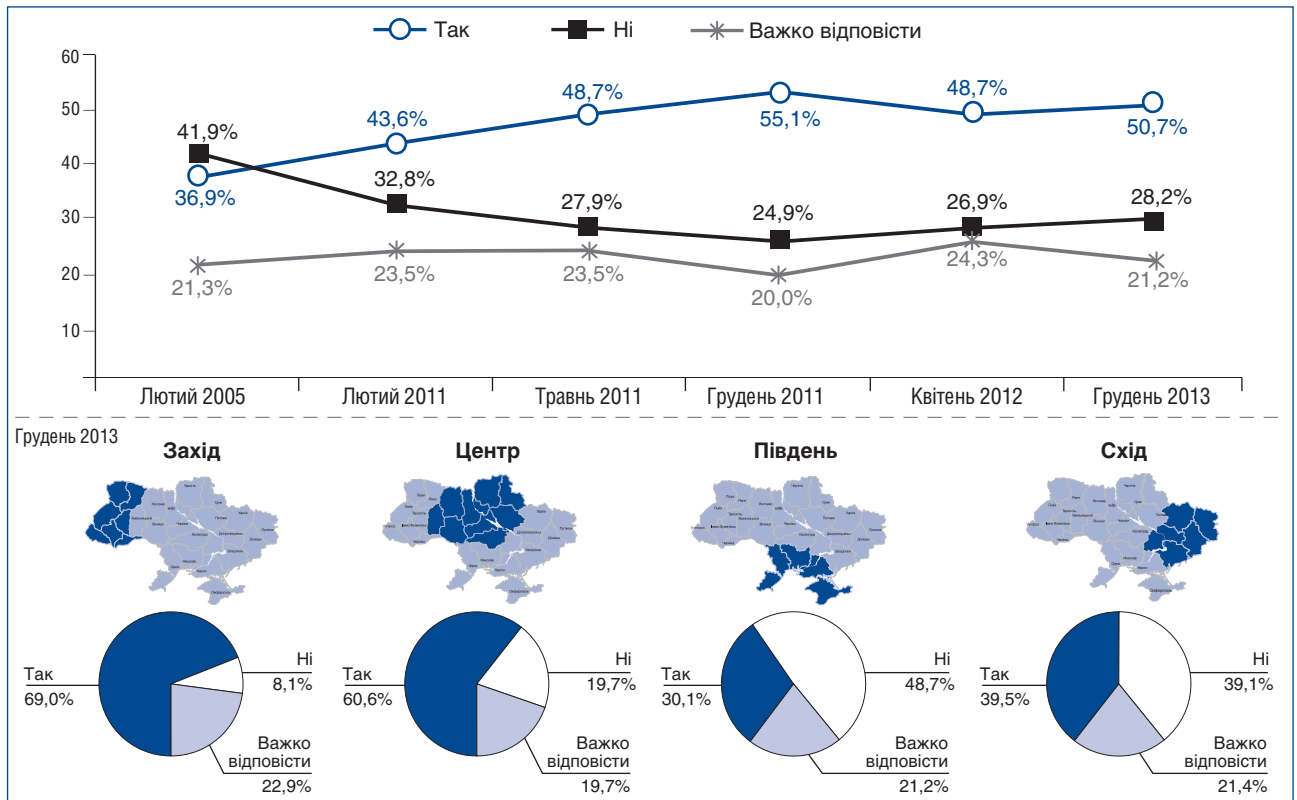 Так Ні Важко відповісти
60
50
40
30
20
10
41,9%
36,9%
21,3%
43,6%
32,8%
23,5%
48,7%
27,9%
23,5%
55,1%
24,9%
20,0%
48,7%
26,9%
24,3%
50,7%
28,2%
21,2%
Лютий 2005 Лютий 2011 Травнь 2011 Грудень 2011 Квітень 2012 Грудень 2013
Грудень 2013
Захід
Так
69,0%
Ні
8,1%
Важко
відповісти
22,9%
Центр
Так
60,6%
Ні
19,7%
Важко
відповісти
19,7%
Південь
Так
30,1%
Ні
48,7%
Важко
відповісти
21,2%
Схід
Так
39,5%
Ні
39,1%
Важко
відповісти
21,4%